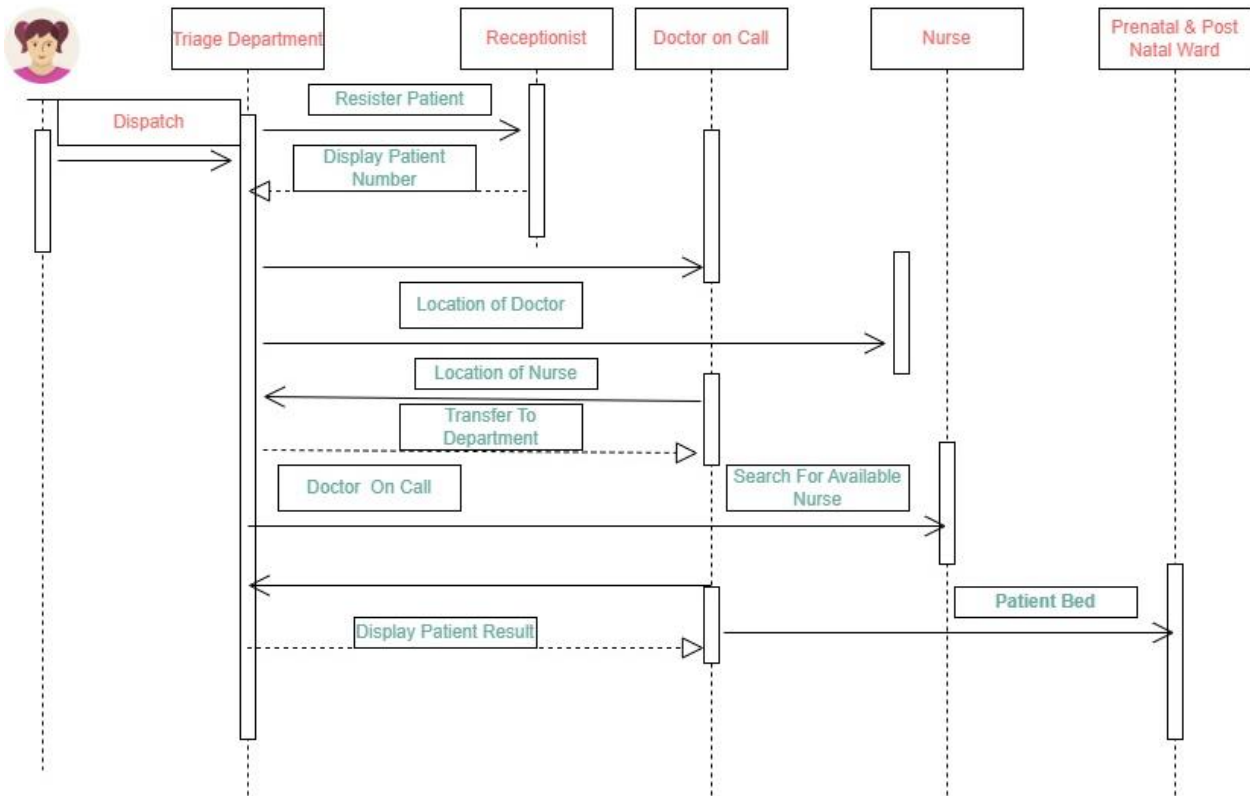 Triage Department
Receptionist
Doctor on Call
Nurse
Prenatal & Post
Natal Ward
Resister Patient
Dispatch
Display Patient
Number
Location of Doctor
Location of Nurse
Transfer To
Department
Doctor On Call
Search For Available
Nurse
Patient Bed
Display Patient Result